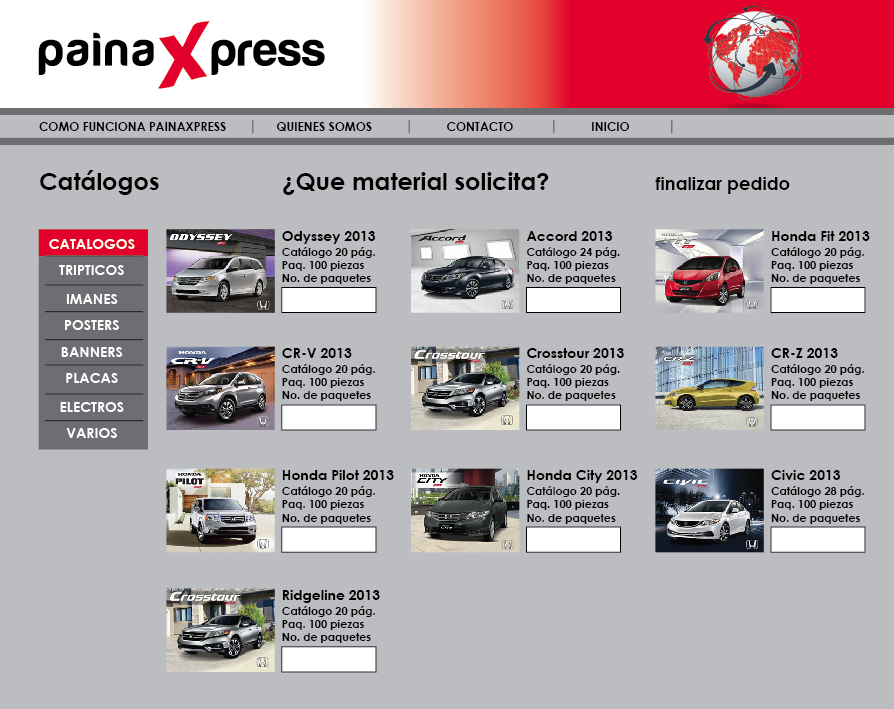 painaXpress
COMO FUNCIONA PAINAXPRESS | QUIENES SOMOS | CONTACTO | INICIO |
Catálogos
¿Que material solicita?
finalizar pedido
CATALOGOS
TRIPTICOS
IMANES
POSTERS
BANNERS
PLACAS
ELECTROS
VARIOS
ODYSSEY
Odyssey 2013
Catálogo 20 pág.
Paq. 100 piezas
No. de paquetes
Accord
Accord 2013
Catálogo 24 pág.
Paq. 100 piezas
No. de paquetes
Honda Fit 2013
Catálogo 20 pág.
Paq. 100 piezas
No. de paquetes
HONDA
CR-V
CR-V 2013
Catálogo 20 pág.
Paq. 100 piezas
No. de paquetes
Crosstour
Crosstour 2013
Catálogo 20 pág.
Paq. 100 piezas
No. de paquetes
CR-Z
CR-Z 2013
Catálogo 20 pág.
Paq. 100 piezas
No. de paquetes
HONDA
PILOT
Honda Pilot 2013
Catálogo 20 pág.
Paq. 100 piezas
No. de paquetes
HONDA
CITY
Honda City 2013
Catálogo 20 pág.
Paq. 100 piezas
No. de paquetes
CIVIC
Civic 2013
Catálogo 28 pág.
Paq. 100 piezas
No. de paquetes
Crosstour
Ridgeline 2013
Catálogo 20 pág.
Paq. 100 piezas
No. de paquetes